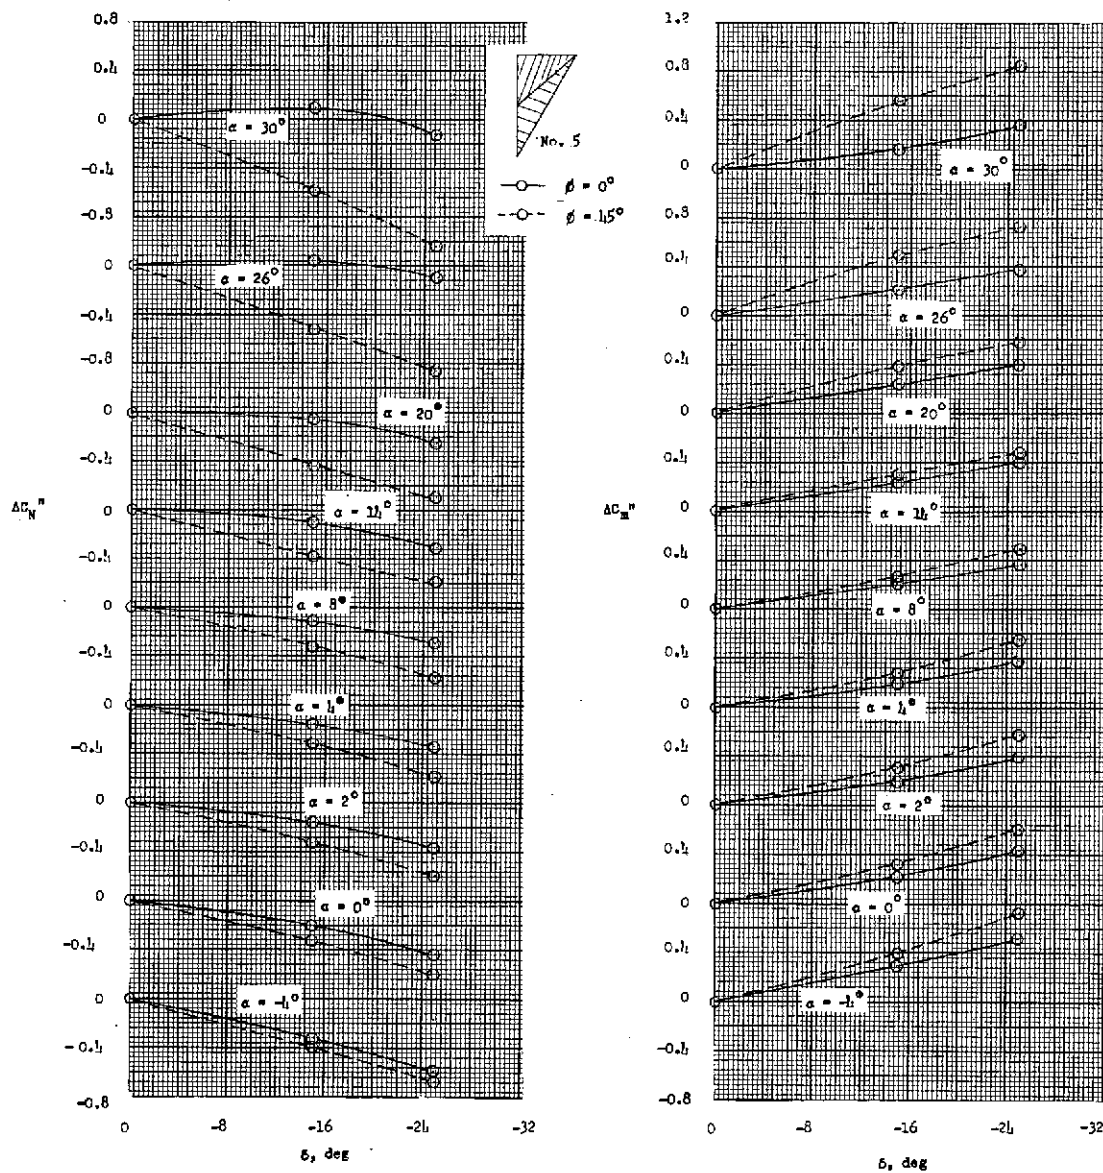 0.8
0.4
0
-0.4
-0.8
0
-0.4
-0.8
0
-0.4
0
-0.4
0
-0.4
0
-0.4
0
-0.4
0
-0.4
0
-0.4
-0.8
ΔC_N"
α = 30°
α = 26°
α = 20°
α = 14°
α = 8°
α = 4°
α = 2°
α = 0°
α = -4°
0 -8 -16 -24 -32
δ, deg
No. 5
ø = 0°
ø = 45°
1.2
0.8
0.4
0
0.8
0.4
0
0.4
0
0.4
0
0.4
0
0.4
0
0.4
0
0.4
0
0.4
0
-0.4
-0.8
ΔC_m"
α = 30°
α = 26°
α = 20°
α = 14°
α = 8°
α = 4°
α = 2°
α = 0°
α = -4°
0 -8 -16 -24 -32
δ, deg